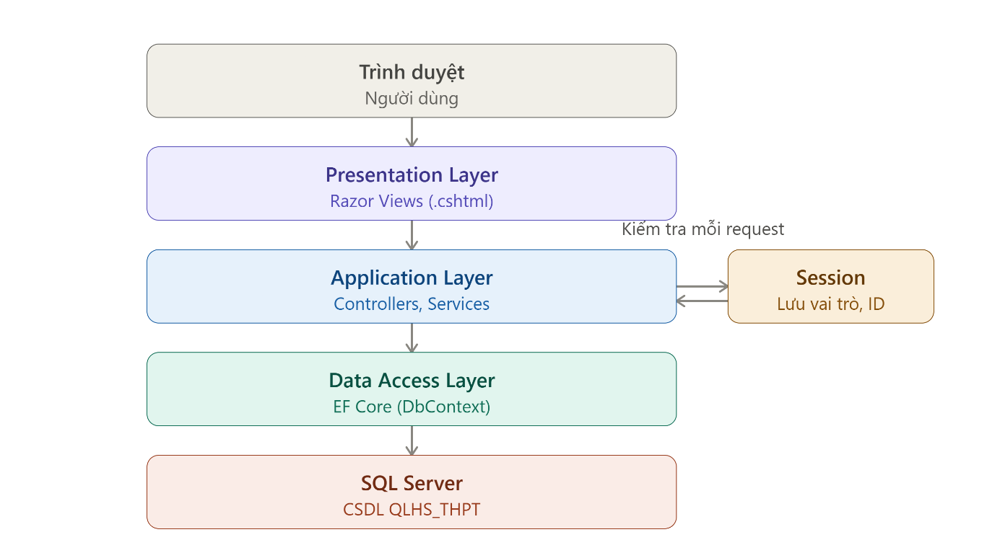 Trình duyệt
Người dùng
Presentation Layer
Razor Views (.cshtml)
Kiểm tra mỗi request
Application Layer
Controllers, Services
Session
Lưu vai trò, ID
Data Access Layer
EF Core (DbContext)
SQL Server
CSDL QLHS_THPT